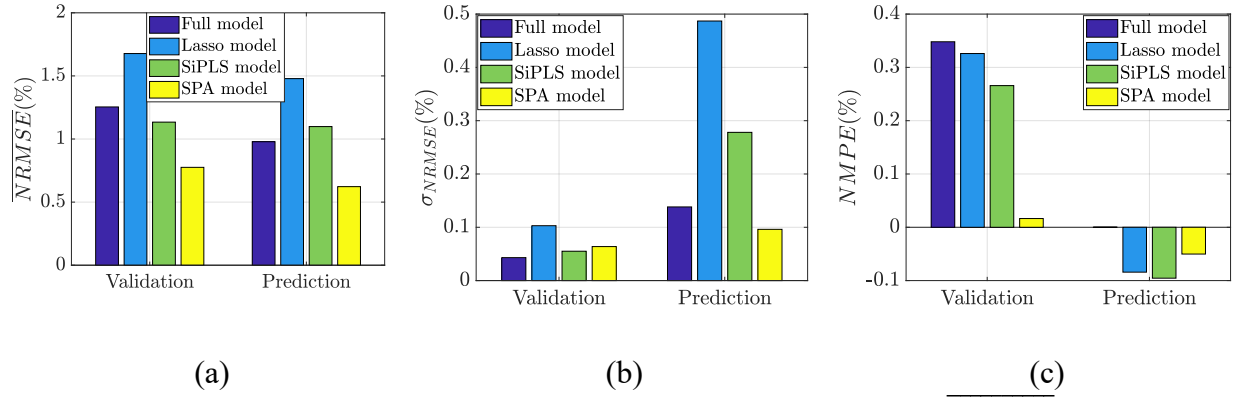 2
1.5
1
0.5
0
NRMSE(%)
Full model
Lasso model
SiPLS model
SPA model
Validation
Prediction
(a)
0.5
0.4
0.3
0.2
0.1
0
σNRMSE(%)
Full model
Lasso model
SiPLS model
SPA model
Validation
Prediction
(b)
0.4
0.3
0.2
0.1
0
-0.1
NMPE(%)
Full model
Lasso model
SiPLS model
SPA model
Validation
Prediction
(c)